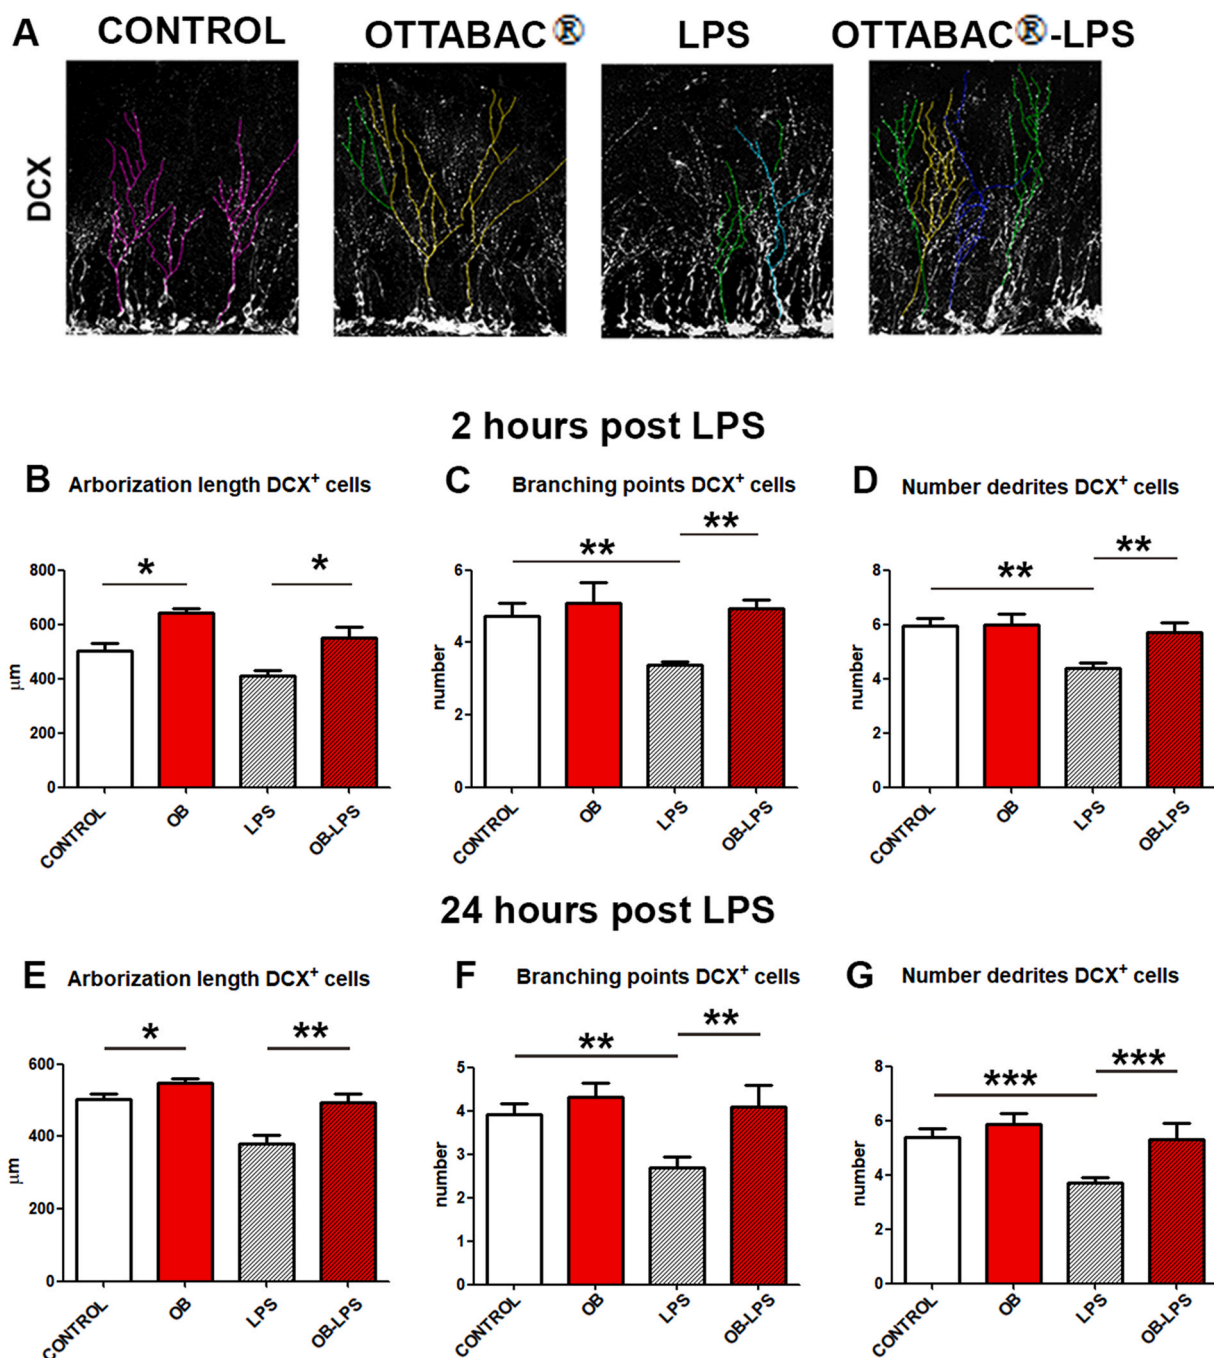 A CONTROL OTTABAC® LPS OTTABAC®-LPS
DCX
2 hours post LPS
B Arborization length DCX⁺ cells
*
*
800
600
400
200
0
µm
CONTROL
OB
LPS
OB-LPS
C Branching points DCX⁺ cells
**
**
6
4
2
0
number
CONTROL
OB
LPS
OB-LPS
D Number dedrites DCX⁺ cells
**
**
8
6
4
2
0
number
CONTROL
OB
LPS
OB-LPS
24 hours post LPS
E Arborization length DCX⁺ cells
*
**
600
400
200
0
µm
CONTROL
OB
LPS
OB-LPS
F Branching points DCX⁺ cells
**
**
5
4
3
2
1
0
number
CONTROL
OB
LPS
OB-LPS
G Number dedrites DCX⁺ cells
***
***
8
6
4
2
0
number
CONTROL
OB
LPS
OB-LPS